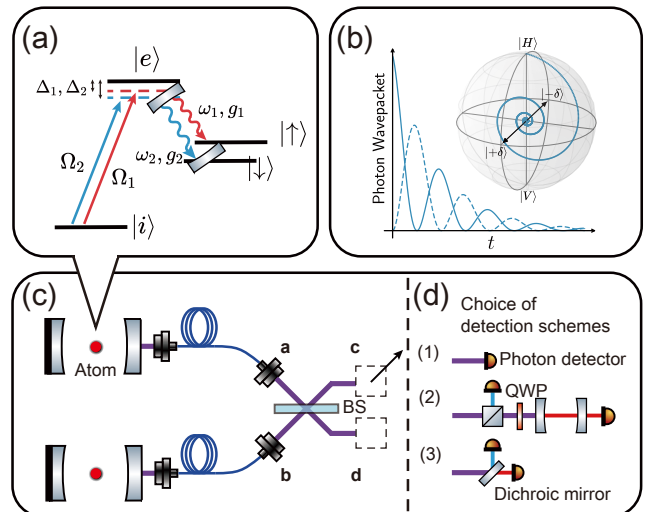 (a)
|e⟩
Δ₁, Δ₂
ω₁, g₁
|↑⟩
ω₂, g₂
|↓⟩
Ω₂
Ω₁
|i⟩
(b)
Photon Wavepacket
t
|H⟩
|−δ⟩
|+δ⟩
|V⟩
(c)
Atom
a
c
BS
b
d
(d)
Choice of
detection schemes
(1)
Photon detector
(2)
QWP
(3)
Dichroic mirror